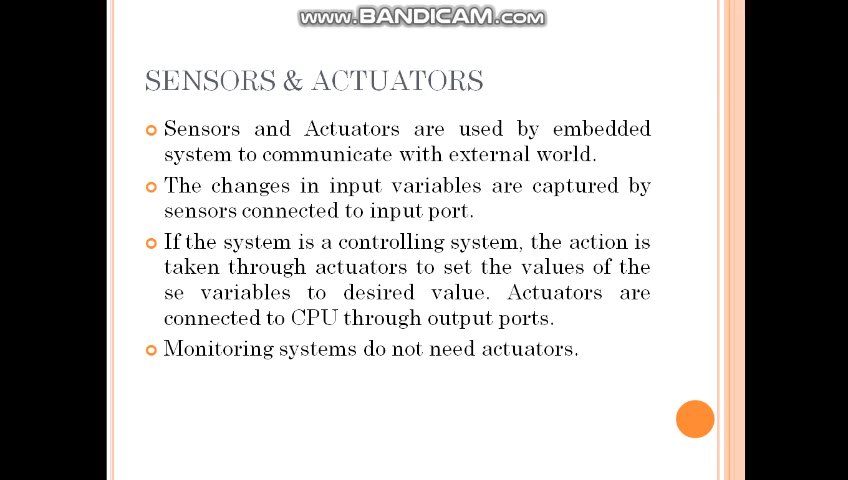 www.BANDICAM.com
SENSORS & ACTUATORS
Sensors and Actuators are used by embedded
system to communicate with external world.
The changes in input variables are captured by
sensors connected to input port.
If the system is a controlling system, the action is
taken through actuators to set the values of the
se variables to desired value. Actuators are
connected to CPU through output ports.
Monitoring systems do not need actuators.